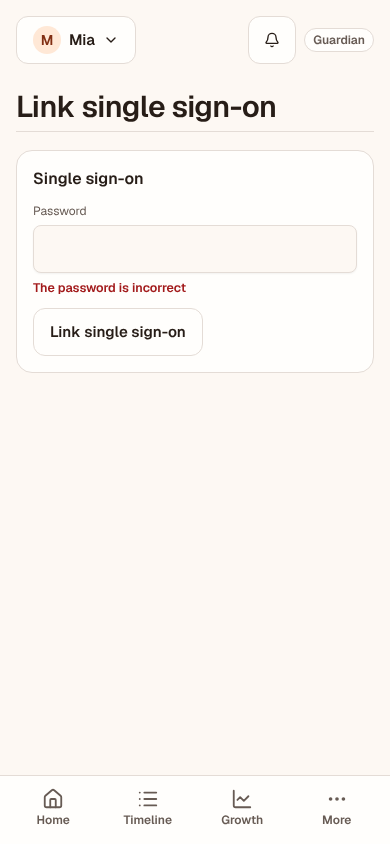 M Mia
Guardian
Link single sign-on
Single sign-on
Password
The password is incorrect
Link single sign-on
Home Timeline Growth More